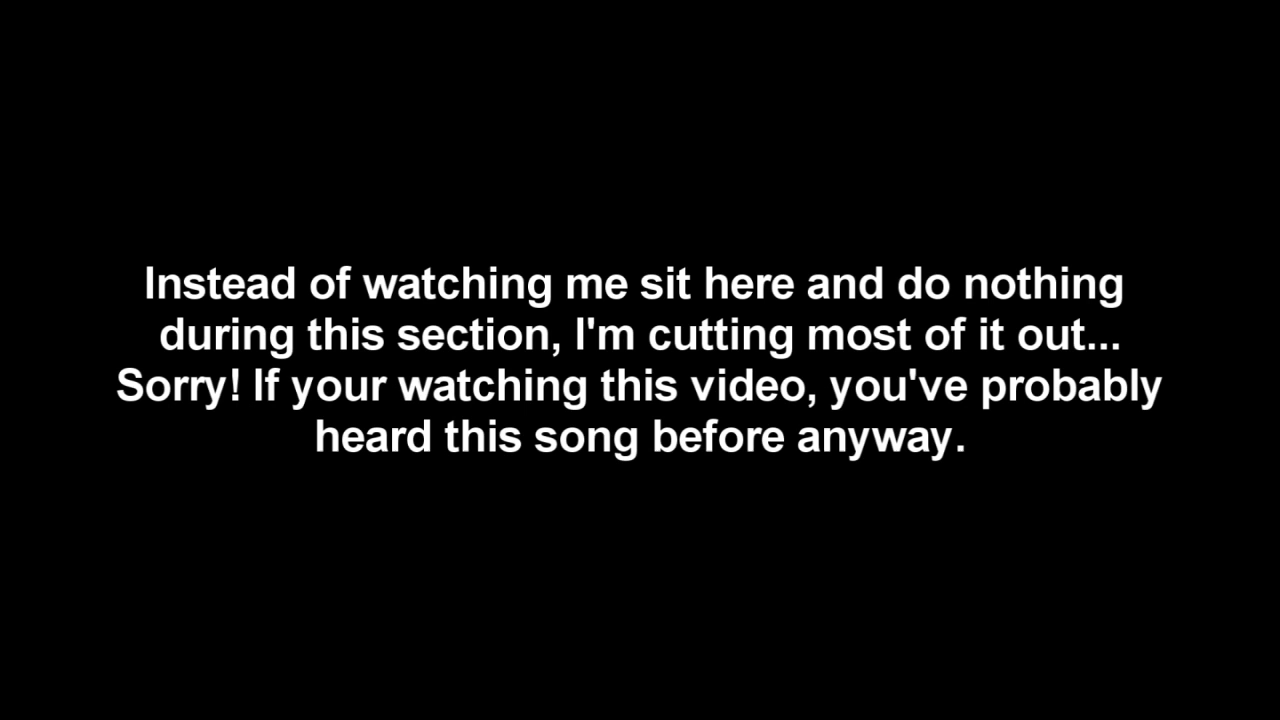 Instead of watching me sit here and do nothing
during this section, I'm cutting most of it out...
Sorry! If your watching this video, you've probably
heard this song before anyway.